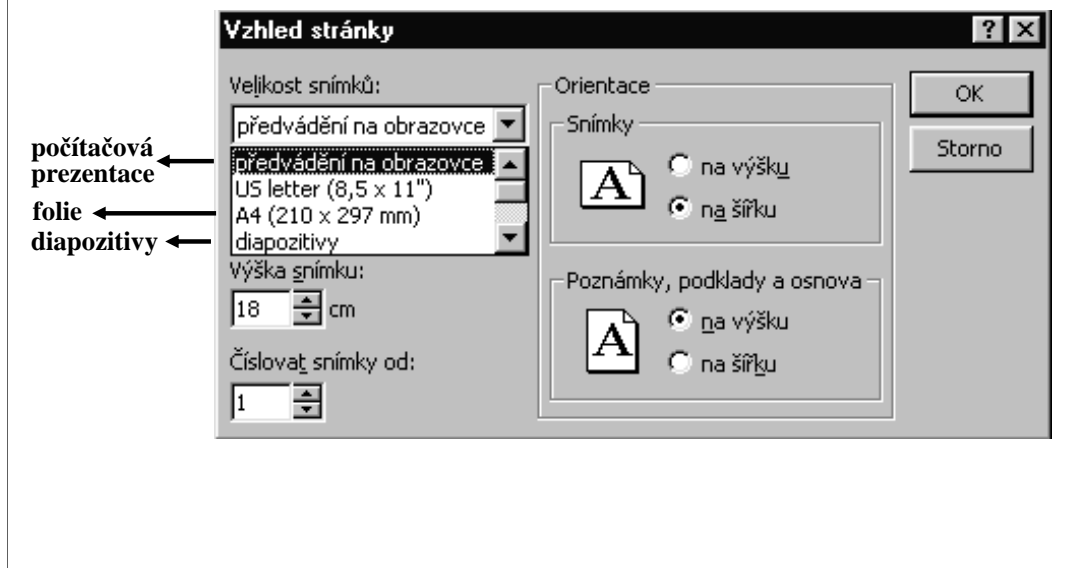 Vzhled stránky
Velikost snímků:
předvádění na obrazovce
předvádění na obrazovce
US letter (8,5 x 11")
A4 (210 x 297 mm)
diapozitivy
počítačová
prezentace
folie
diapozitivy
Výška snímku:
18 cm
Číslovat snímky od:
1
Orientace
Snímky
A
na výšku
na šířku
Poznámky, podklady a osnova
A
na výšku
na šířku
OK
Storno